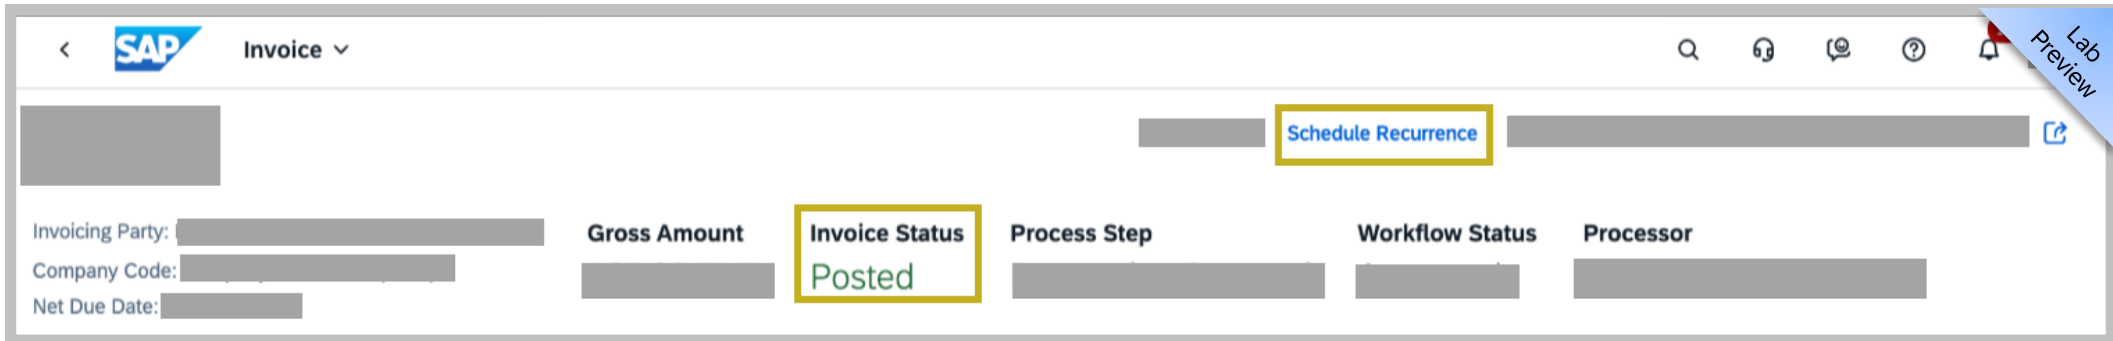 SAP
Invoice
Lab
Preview
Schedule Recurrence
Invoicing Party:
Company Code:
Net Due Date:
Gross Amount
Invoice Status
Posted
Process Step
Workflow Status
Processor